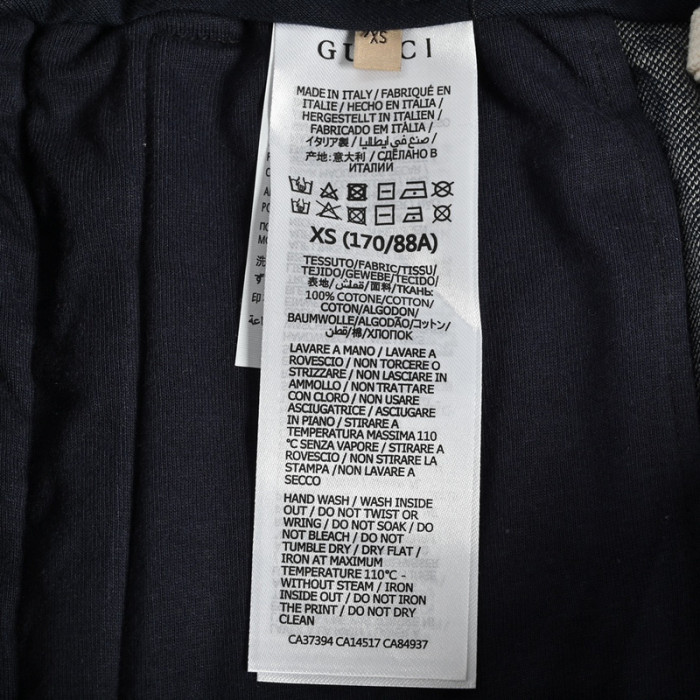 GUCCI
XS
MADE IN ITALY / FABRIQUÉ EN
ITALIE / HECHO EN ITALIA /
HERGESTELLT IN ITALIEN /
FABRICADO EM ITÀLIA /
イタリア製 / صنع في إيطاليا /
产地: 意大利 / СДЕЛАНО В
ИТАЛИИ
XS (170/88A)
TESSUTO/FABRIC/TISSU/
TEJIDO/GEWEBE/TECIDO/
表地/قماش/面料/ТКАНЬ:
100% COTONE/COTTON/
COTON/ALGODON/
BAUMWOLLE/ALGODÃO/コットン/
قطن/棉/ХЛОПОК
LAVARE A MANO / LAVARE A
ROVESCIO / NON TORCERE O
STRIZZARE / NON LASCIARE IN
AMMOLLO / NON TRATTARE
CON CLORO / NON USARE
ASCIUGATRICE / ASCIUGARE
IN PIANO / STIRARE A
TEMPERATURA MASSIMA 110
°C SENZA VAPORE / STIRARE A
ROVESCIO / NON STIRARE LA
STAMPA /NON LAVARE A
SECCO
HAND WASH / WASH INSIDE
OUT / DO NOT TWIST OR
WRING / DO NOT SOAK / DO
NOT BLEACH / DO NOT
TUMBLE DRY / DRY FLAT /
IRON AT MAXIMUM
TEMPERATURE 110°C -
WITHOUT STEAM / IRON
INSIDE OUT / DO NOT IRON
THE PRINT / DO NOT DRY
CLEAN
CA37394 CA14517 CA84937